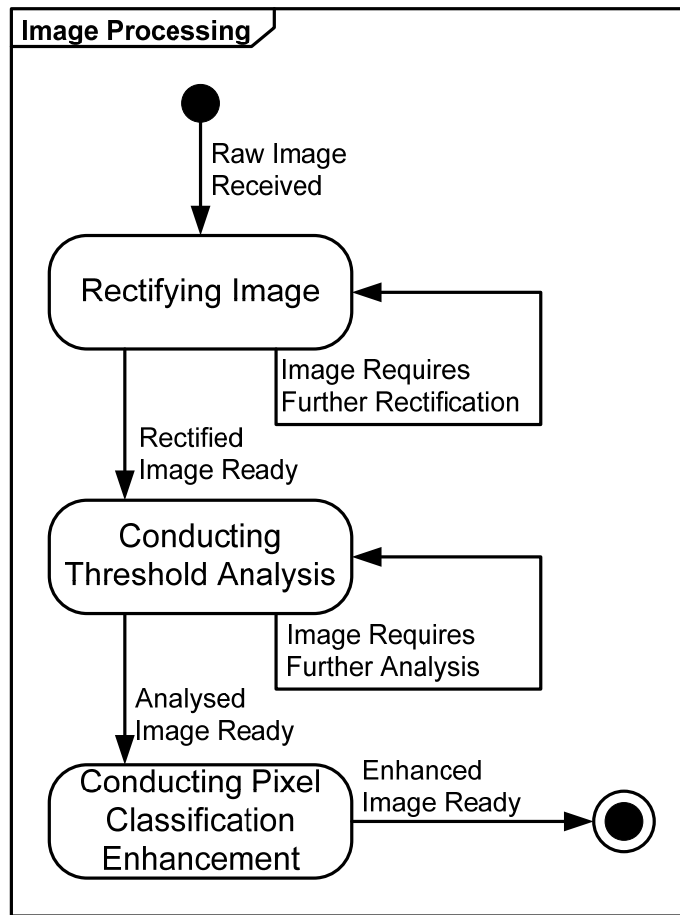 Image Processing
Raw Image
Received
Rectifying Image
Image Requires
Further Rectification
Rectified
Image Ready
Conducting
Threshold Analysis
Image Requires
Further Analysis
Analysed
Image Ready
Conducting Pixel
Classification
Enhancement
Enhanced
Image Ready